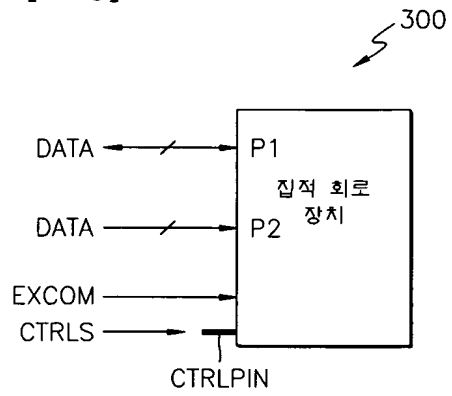 300
DATA
P1
집적 회로
장치
DATA
P2
EXCOM
CTRLS
CTRLPIN